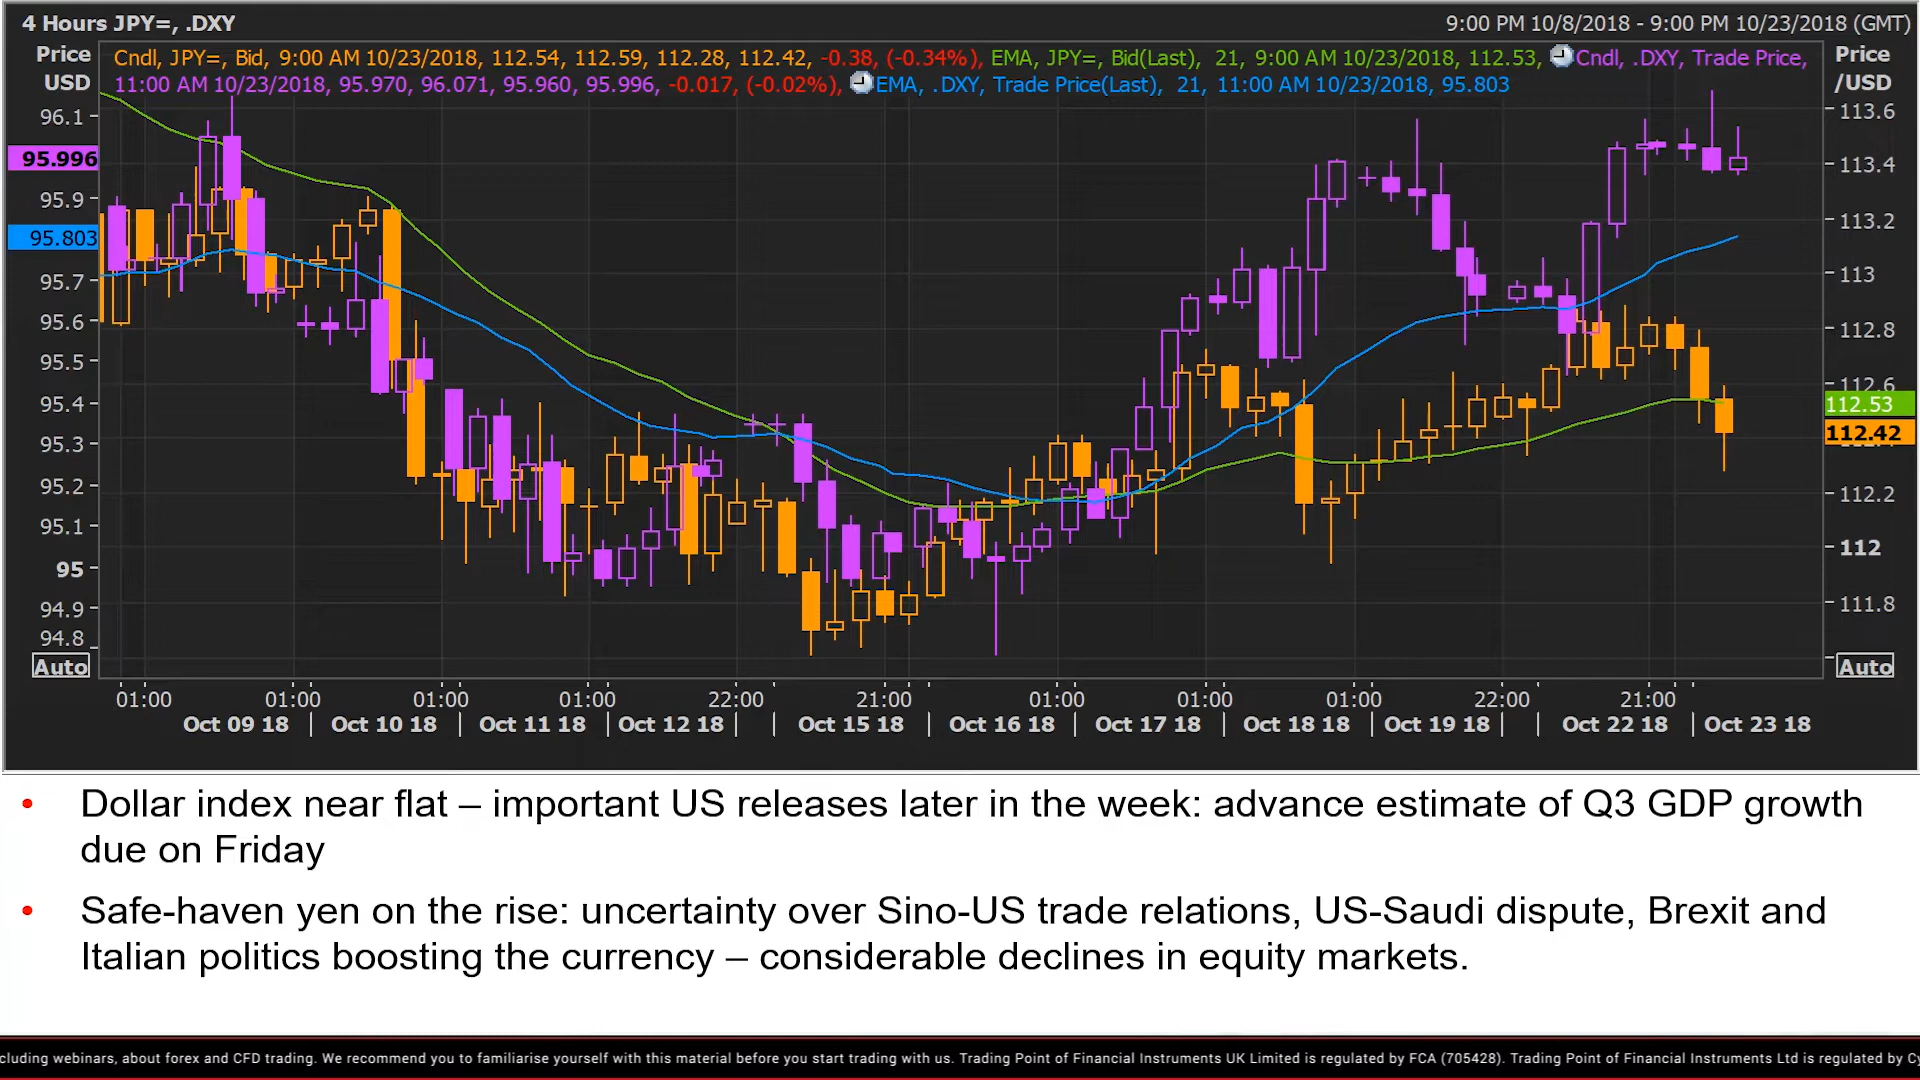 4 Hours JPY=, .DXY
9:00 PM 10/8/2018 - 9:00 PM 10/23/2018 (GMT)
Price
USD
Cndl, JPY=, Bid, 9:00 AM 10/23/2018, 112.54, 112.59, 112.28, 112.42, -0.38, (-0.34%), EMA, JPY=, Bid(Last), 21, 9:00 AM 10/23/2018, 112.53, Cndl, .DXY, Trade Price,
11:00 AM 10/23/2018, 95.970, 96.071, 95.960, 95.996, -0.017, (-0.02%), EMA, .DXY, Trade Price(Last), 21, 11:00 AM 10/23/2018, 95.803
Price
/USD
96.1
95.996
95.9
95.803
95.7
95.6
95.5
95.4
95.3
95.2
95.1
95
94.9
94.8
Auto
113.6
113.4
113.2
113
112.8
112.6
112.53
112.42
112.2
112
111.8
Auto
01:00 01:00 01:00 01:00 22:00 21:00 01:00 01:00 01:00 22:00 21:00
Oct 09 18 | Oct 10 18 | Oct 11 18 | Oct 12 18 | | Oct 15 18 | Oct 16 18 | Oct 17 18 | Oct 18 18 | Oct 19 18 | | Oct 22 18 | Oct 23 18
• Dollar index near flat – important US releases later in the week: advance estimate of Q3 GDP growth
due on Friday
• Safe-haven yen on the rise: uncertainty over Sino-US trade relations, US-Saudi dispute, Brexit and
Italian politics boosting the currency – considerable declines in equity markets.
cluding webinars, about forex and CFD trading. We recommend you to familiarise yourself with this material before you start trading with us. Trading Point of Financial Instruments UK Limited is regulated by FCA (705428). Trading Point of Financial Instruments Ltd is regulated by Cy